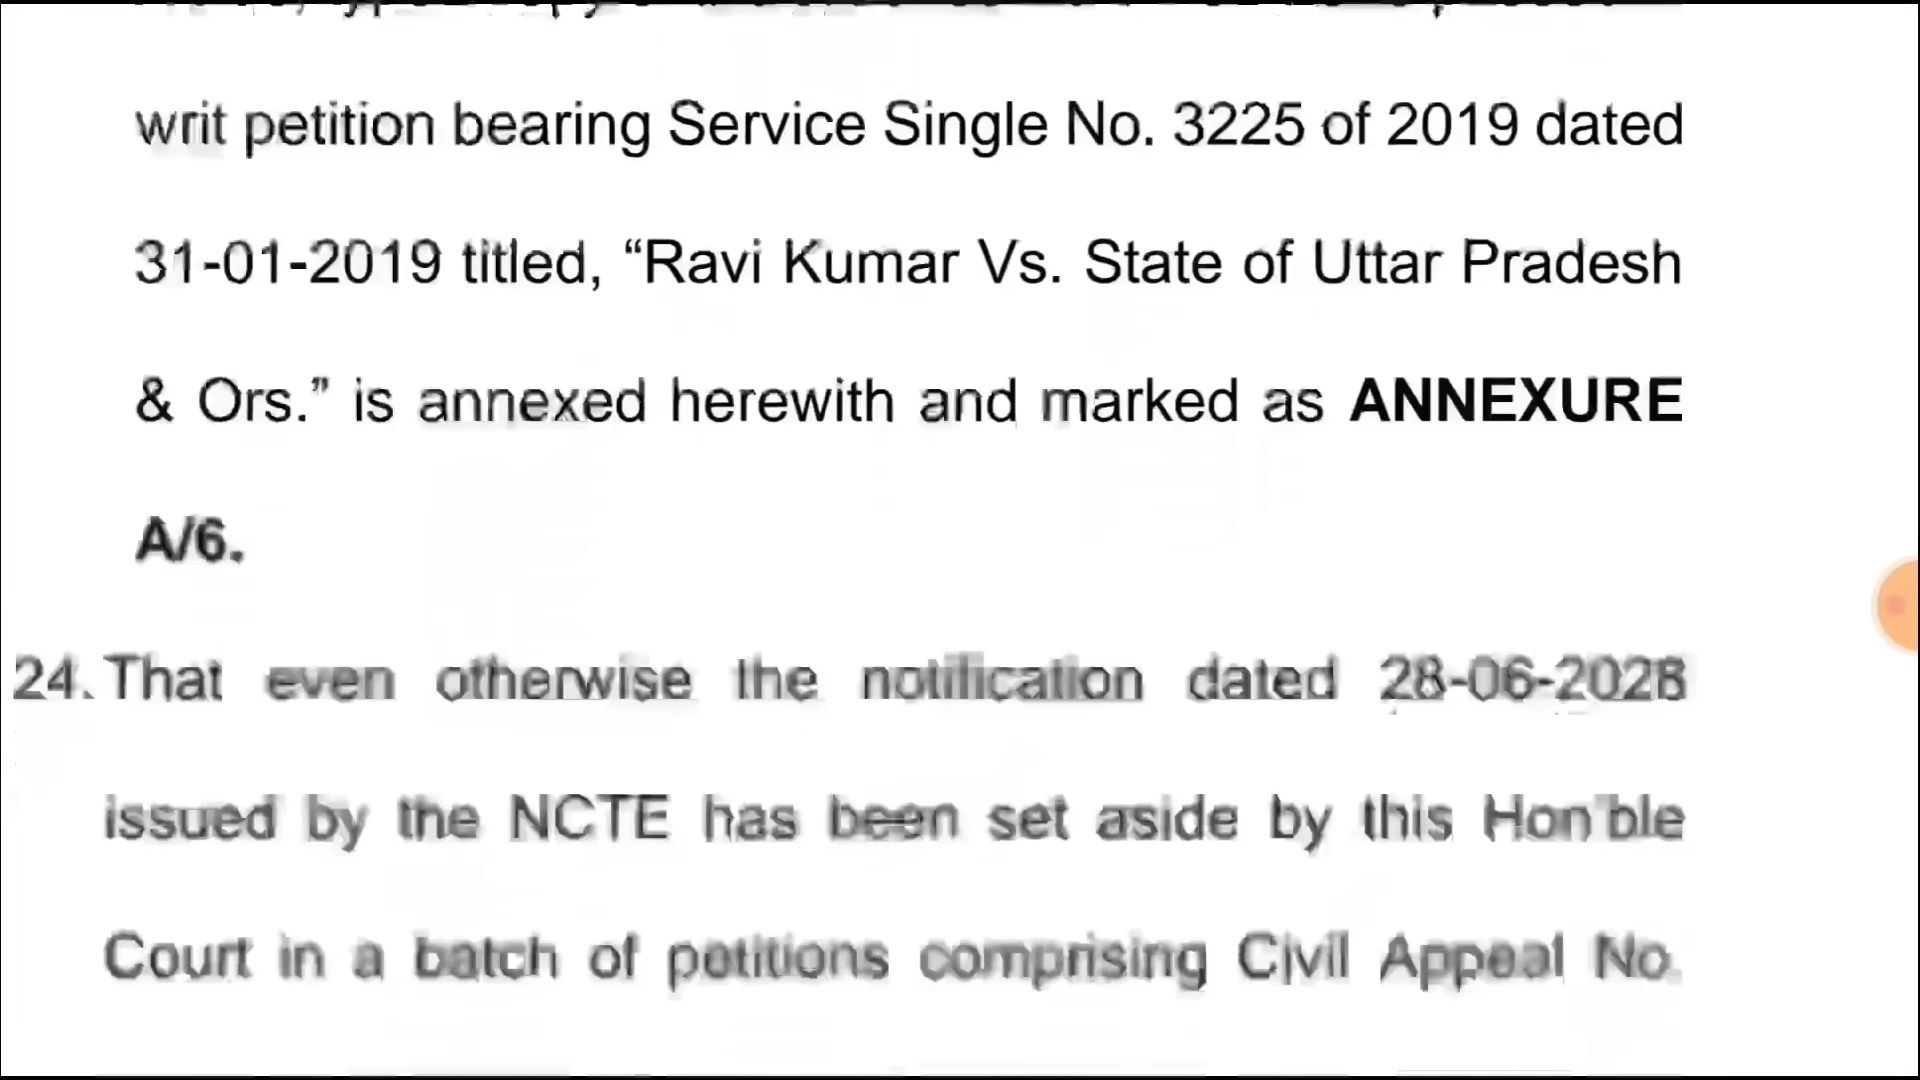 writ petition bearing Service Single No. 3225 of 2019 dated
31-01-2019 titled, “Ravi Kumar Vs. State of Uttar Pradesh
& Ors.” is annexed herewith and marked as ANNEXURE
A/6.
24. That even otherwise the notification dated
issued by the NCTE has been set aside by this Hon'ble
Court in a batch of petitions comprising Civil Appeal No.